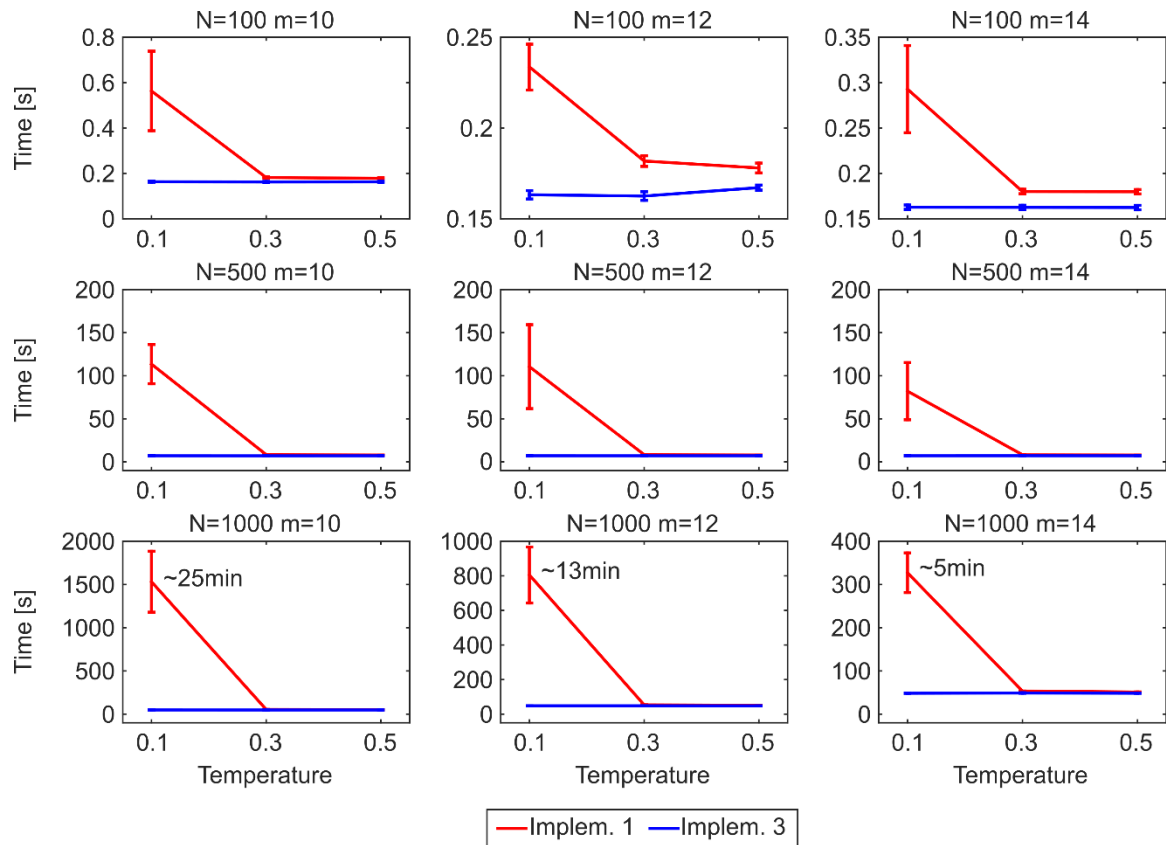 N=100 m=10
N=100 m=12
N=100 m=14
Time [s]
0.8
0.6
0.4
0.2
0
0.1 0.3 0.5
0.25
0.2
0.15
0.1 0.3 0.5
0.35
0.3
0.25
0.2
0.15
0.1 0.3 0.5
N=500 m=10
N=500 m=12
N=500 m=14
Time [s]
200
150
100
50
0
0.1 0.3 0.5
200
150
100
50
0
0.1 0.3 0.5
200
150
100
50
0
0.1 0.3 0.5
N=1000 m=10
N=1000 m=12
N=1000 m=14
Time [s]
2000
1500
1000
500
0
~25min
0.1 0.3 0.5
Temperature
1000
800
600
400
200
0
~13min
0.1 0.3 0.5
Temperature
400
300
200
100
0
~5min
0.1 0.3 0.5
Temperature
Implem. 1 Implem. 3